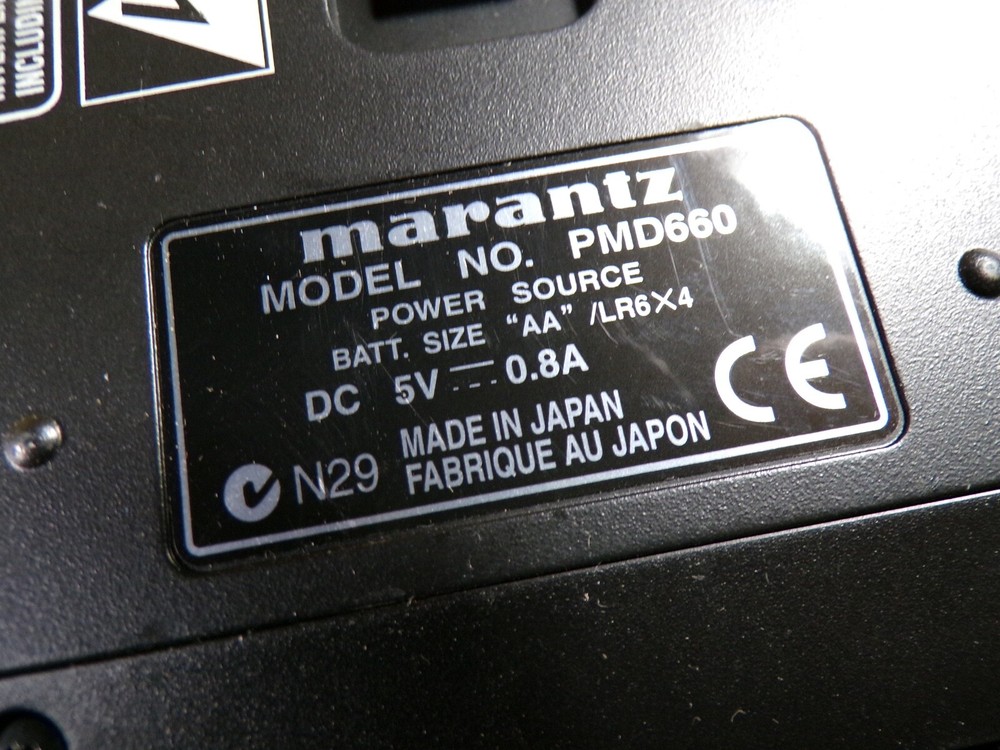 INCLUDIN
marantz
MODEL NO. PMD660
POWER SOURCE
BATT. SIZE “AA” /LR6×4
DC 5V ⎓ 0.8A
MADE IN JAPAN
N29 FABRIQUE AU JAPON
CE